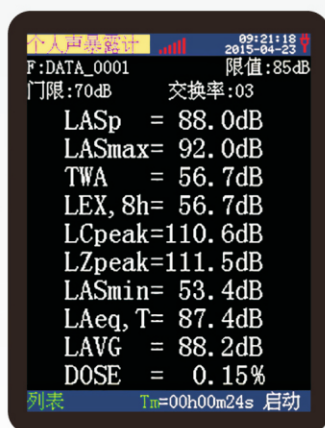 个人声暴露计 09:21:18
2015-04-23
F:DATA_0001 限值:85dB
门限:70dB 交换率:03
LASp = 88.0dB
LASmax= 92.0dB
TWA = 56.7dB
LEX,8h= 56.7dB
LCpeak=110.6dB
LZpeak=111.5dB
LASmin= 53.4dB
LAeq,T= 87.4dB
LAVG = 88.2dB
DOSE = 0.15%
列表 Tm=00h00m24s 启动